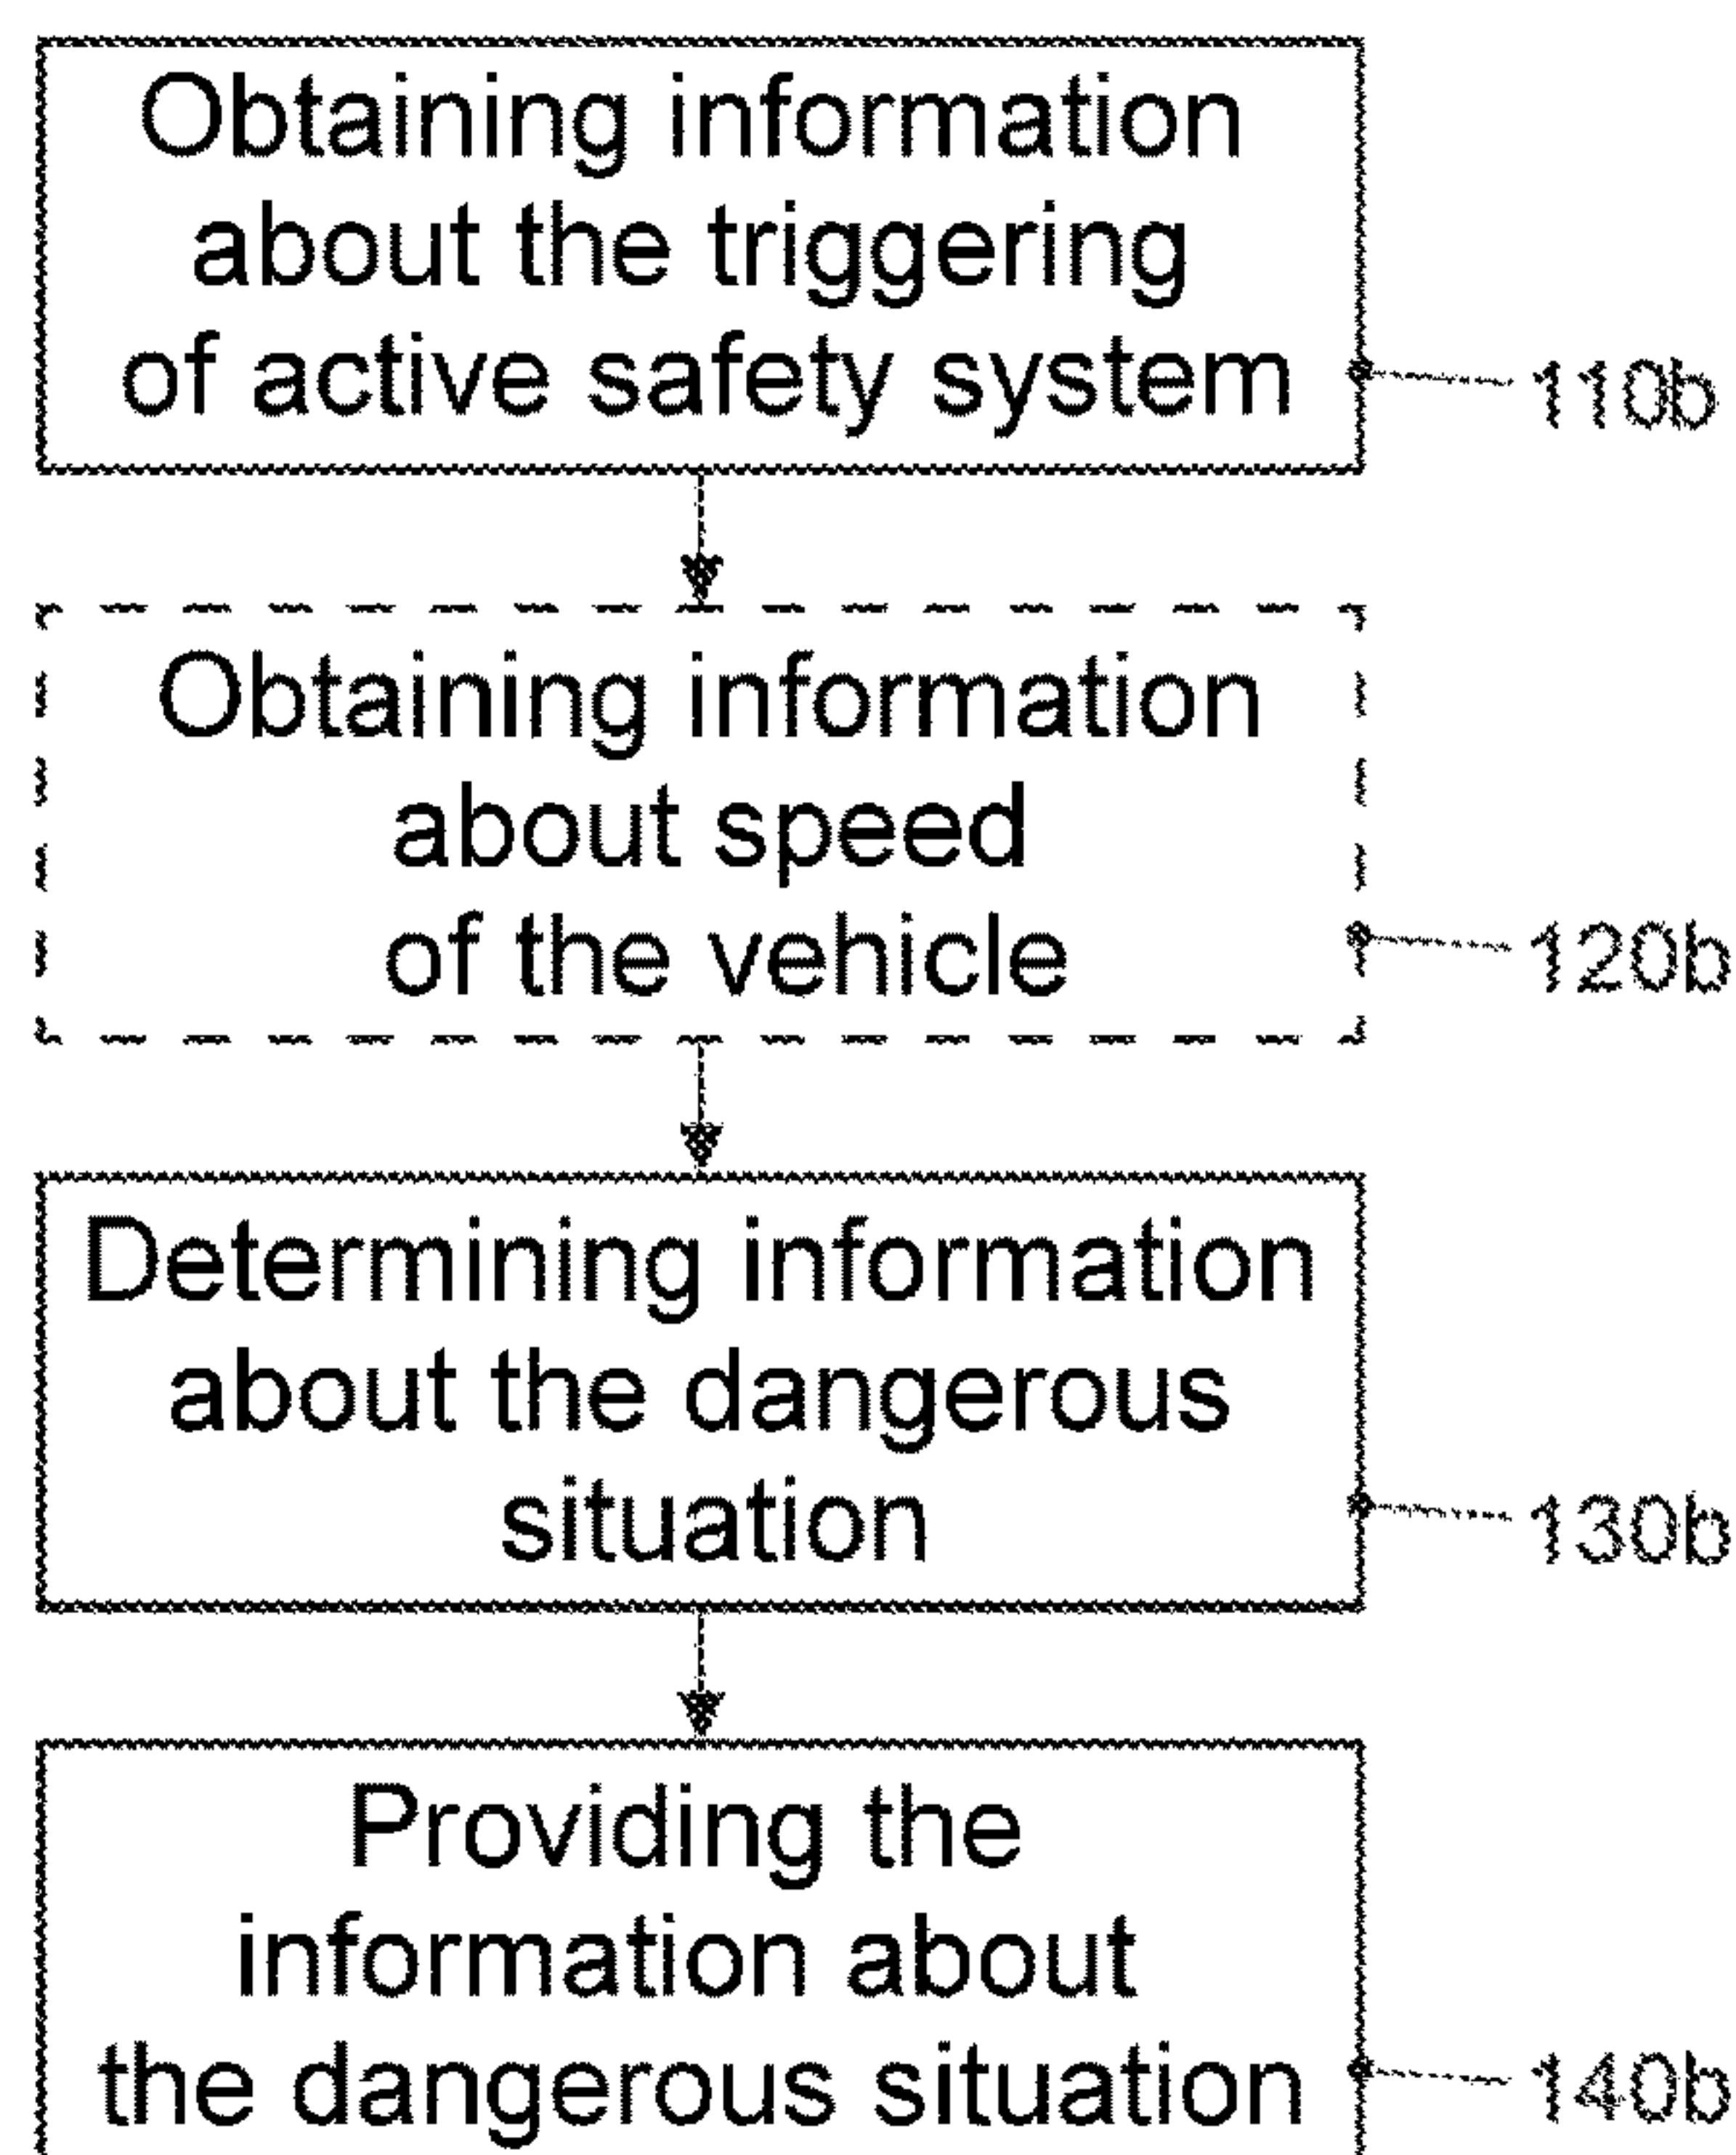 Obtaining information
about the triggering
of active safety system
110b
Obtaining information
about speed
of the vehicle
120b
Determining information
about the dangerous
situation
130b
Providing the
information about
the dangerous situation
140b